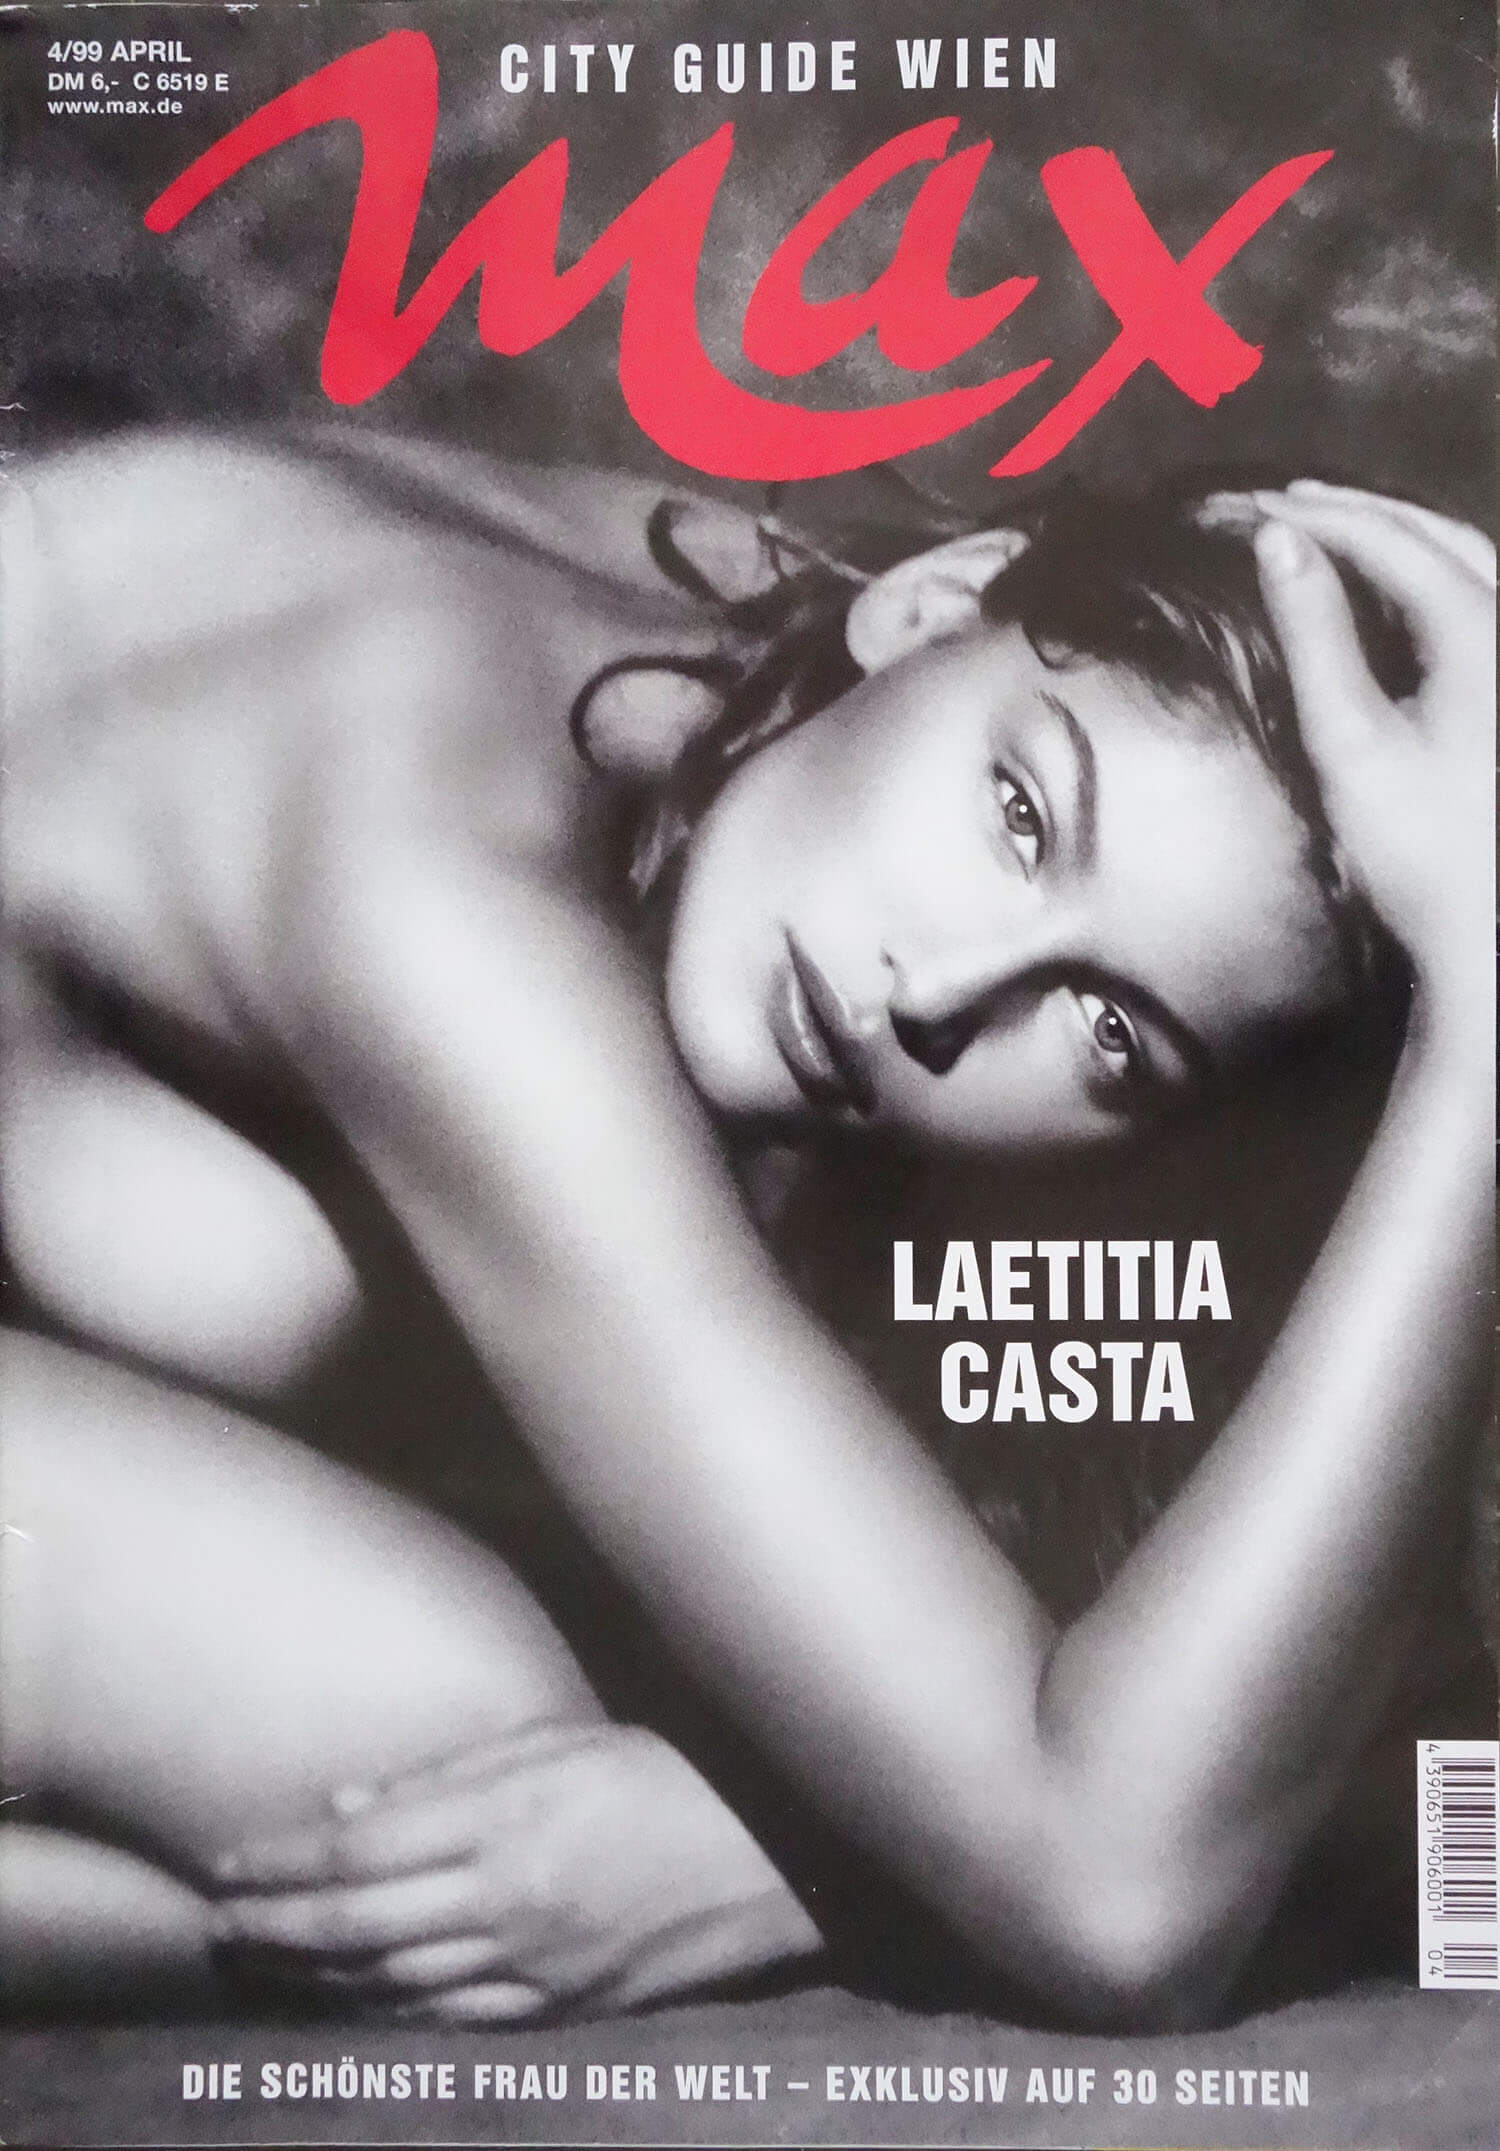 4/99 APRIL
DM 6,- C 6519 E
www.max.de
CITY GUIDE WIEN
max
LAETITIA
CASTA
4 390651 906001
04
DIE SCHÖNSTE FRAU DER WELT – EXKLUSIV AUF 30 SEITEN